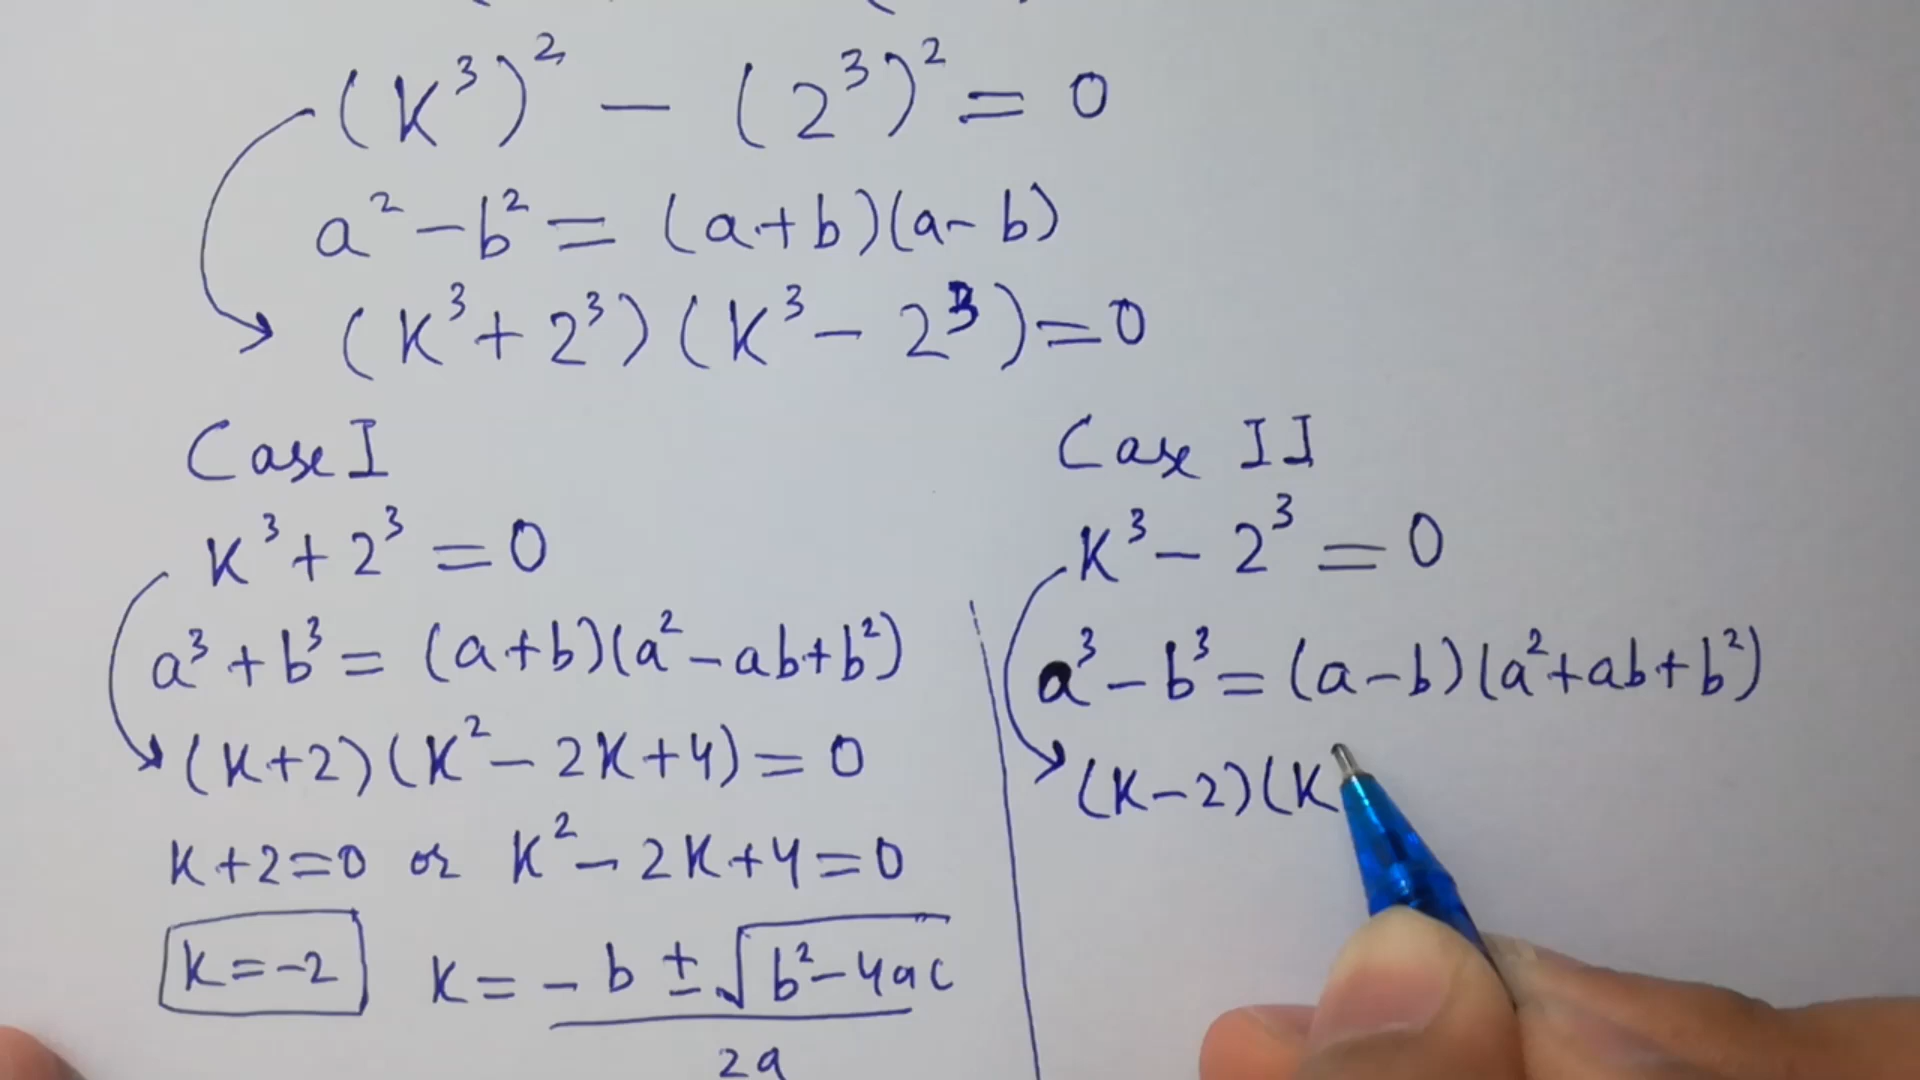 (K³)² − (2³)² = 0
a² − b² = (a+b)(a−b)
(K³ + 2³)(K³ − 2³) = 0
Case I
K³ + 2³ = 0
a³ + b³ = (a+b)(a² − ab + b²)
(K+2)(K² − 2K + 4) = 0
K+2=0 or K² − 2K + 4 = 0
K = −2
K = −b ± √b² − 4ac
2a
Case II
K³ − 2³ = 0
a³ − b³ = (a−b)(a² + ab + b²)
(K−2)(K